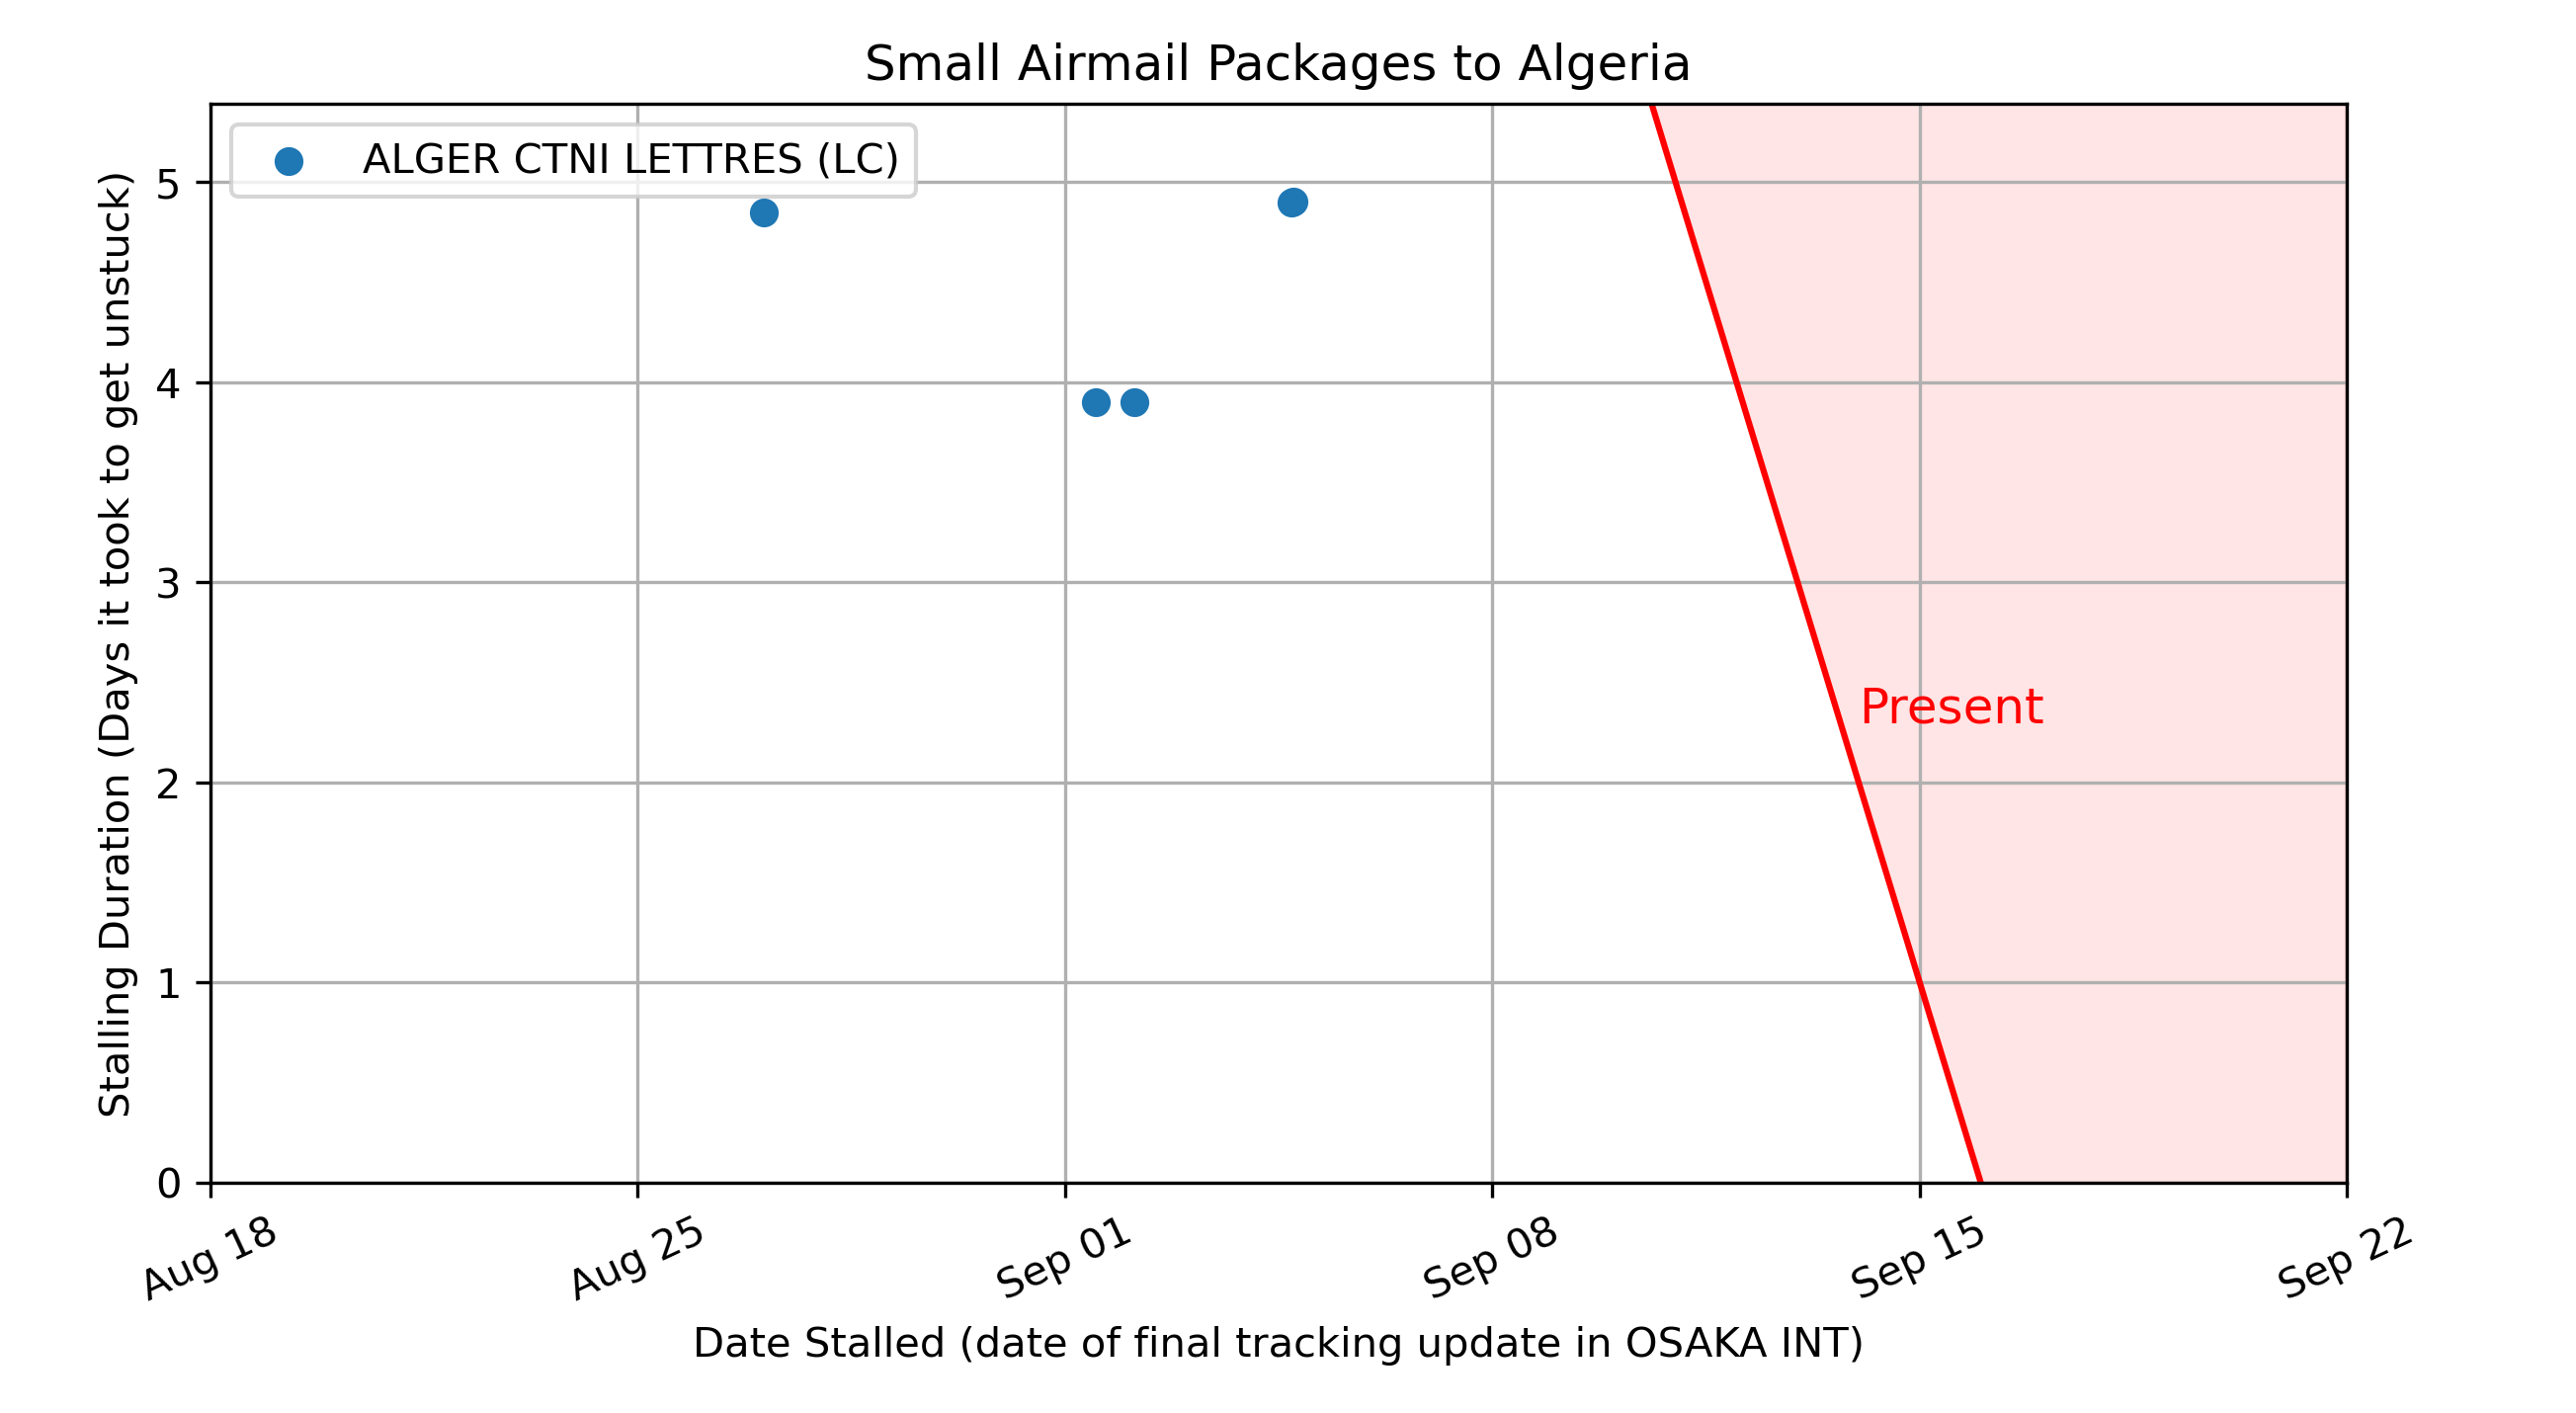 Small Airmail Packages to Algeria
ALGER CTNI LETTRES (LC)
Stalling Duration (Days it took to get unstuck)
5
4
3
2
1
0
Present
Aug 18
Aug 25
Sep 01
Sep 08
Sep 15
Sep 22
Date Stalled (date of final tracking update in OSAKA INT)